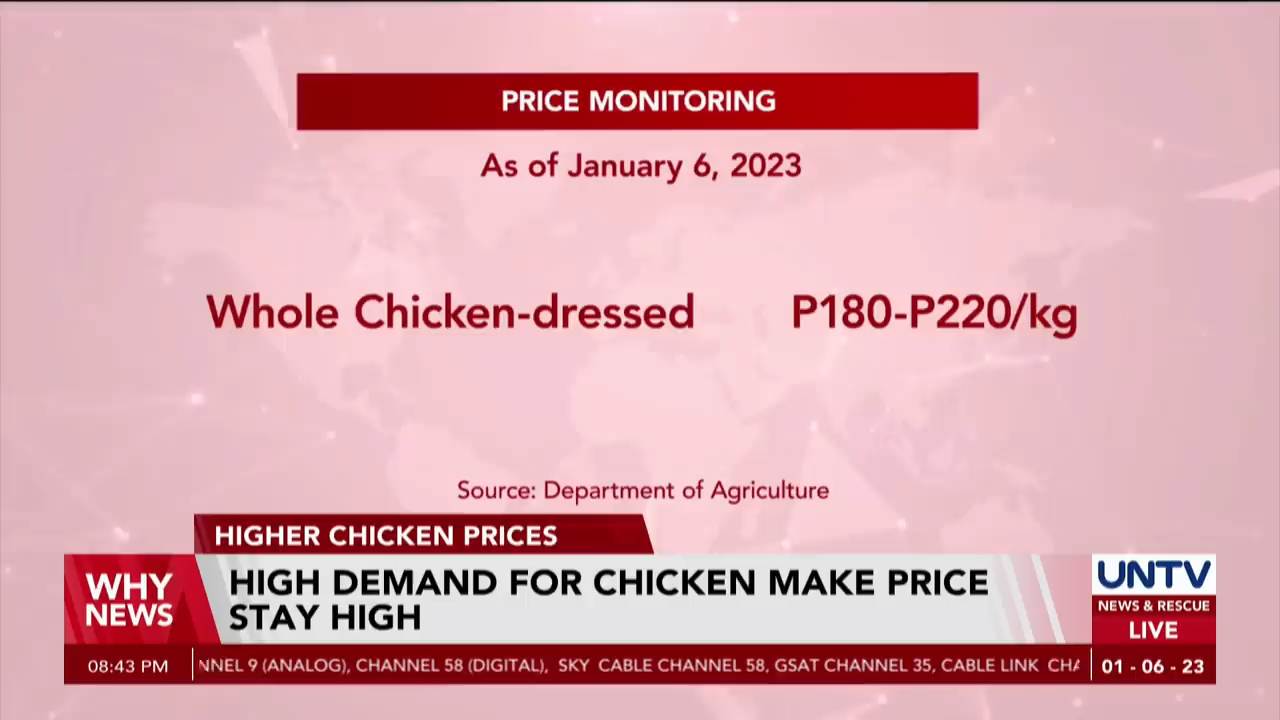 PRICE MONITORING
As of January 6, 2023
Whole Chicken-dressed P180-P220/kg
Source: Department of Agriculture
HIGHER CHICKEN PRICES
WHY
NEWS
HIGH DEMAND FOR CHICKEN MAKE PRICE
STAY HIGH
UNTV
NEWS & RESCUE
LIVE
08:43 PM
NNEL 9 (ANALOG), CHANNEL 58 (DIGITAL), SKY CABLE CHANNEL 58, GSAT CHANNEL 35, CABLE LINK CHA
01 - 06 - 23